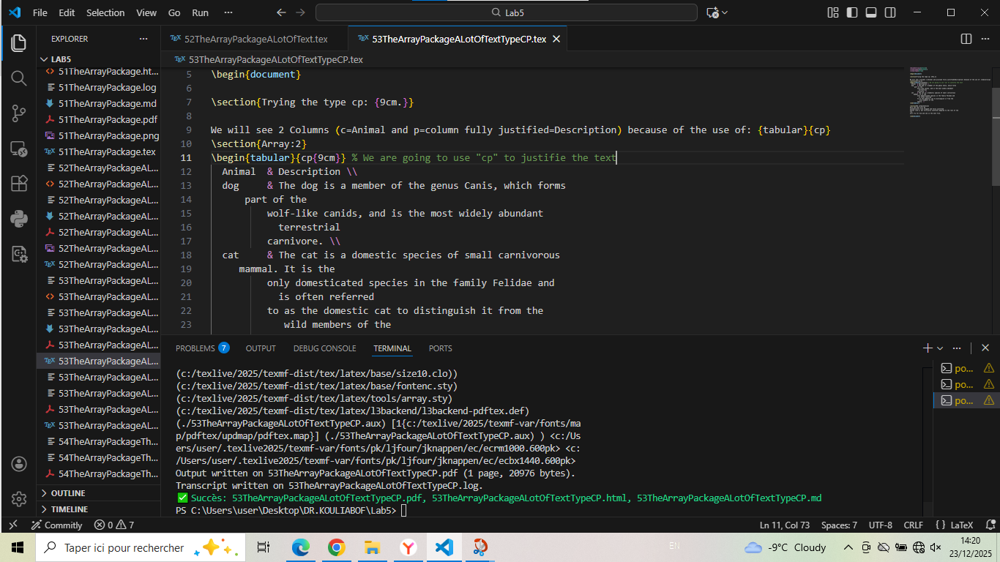 File Edit Selection View Go Run ··· Lab5
EXPLORER ···
LAB5
51TheArrayPackage.ht...
51TheArrayPackage.log
51TheArrayPackage.md
51TheArrayPackage.pdf
51TheArrayPackage.png
51TheArrayPackage.tex
52TheArrayPackageAL...
52TheArrayPackageAL...
52TheArrayPackageAL...
52TheArrayPackageAL...
52TheArrayPackageAL...
52TheArrayPackageAL...
52TheArrayPackageAL...
53TheArrayPackageAL...
53TheArrayPackageAL...
53TheArrayPackageAL...
53TheArrayPackageAL...
53TheArrayPackageAL...
53TheArrayPackageAL...
53TheArrayPackageAL...
53TheArrayPackageAL...
53TheArrayPackageAL...
53TheArrayPackageAL...
54TheArrayPackageTh...
54TheArrayPackageTh...
54TheArrayPackageTh...
OUTLINE
TIMELINE
52TheArrayPackageALotOfText.tex 53TheArrayPackageALotOfTextTypeCP.tex
53TheArrayPackageALotOfTextTypeCP.tex
5 \begin{document}
6
7 \section{Trying the type cp: {9cm.}}
8
9 We will see 2 Columns (c=Animal and p=column fully justified=Description) because of the use of: {tabular}{cp}
10 \section{Array:2}
11 \begin{tabular}{cp{9cm}} % We are going to use "cp" to justifie the text
12 Animal & Description \\
13 dog & The dog is a member of the genus Canis, which forms
14 part of the
15 wolf-like canids, and is the most widely abundant
16 terrestrial
17 carnivore. \\
18 cat & The cat is a domestic species of small carnivorous
19 mammal. It is the
20 only domesticated species in the family Felidae and
21 is often referred
22 to as the domestic cat to distinguish it from the
23 wild members of the
PROBLEMS 7 OUTPUT DEBUG CONSOLE TERMINAL PORTS
(c:/texlive/2025/texmf-dist/tex/latex/base/size10.clo))
(c:/texlive/2025/texmf-dist/tex/latex/base/fontenc.sty)
(c:/texlive/2025/texmf-dist/tex/latex/tools/array.sty)
(c:/texlive/2025/texmf-dist/tex/latex/l3backend/l3backend-pdftex.def)
(./53TheArrayPackageALotOfTextTypeCP.aux) [1{c:/texlive/2025/texmf-var/fonts/ma
p/pdftex/updmap/pdftex.map}] (./53TheArrayPackageALotOfTextTypeCP.aux) ) <c:/Us
ers/user/.texlive2025/texmf-var/fonts/pk/ljfour/jknappen/ec/ecrm1000.600pk> <c:
/Users/user/.texlive2025/texmf-var/fonts/pk/ljfour/jknappen/ec/ecbx1440.600pk>
Output written on 53TheArrayPackageALotOfTextTypeCP.pdf (1 page, 20976 bytes).
Transcript written on 53TheArrayPackageALotOfTextTypeCP.log.
✅ Succès: 53TheArrayPackageALotOfTextTypeCP.pdf, 53TheArrayPackageALotOfTextTypeCP.html, 53TheArrayPackageALotOfTextTypeCP.md
PS C:\Users\user\Desktop\DR.KOULIABOF\Lab5>
po...
po...
po...
Commitly 0 7 Ln 11, Col 73 Spaces: 7 UTF-8 CRLF {} LaTeX
Taper ici pour rechercher EN -9°C Cloudy 14:20
23/12/2025